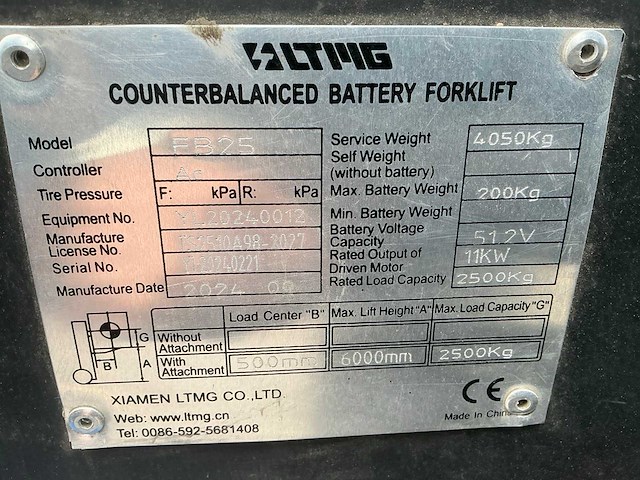 LTMG
COUNTERBALANCED BATTERY FORKLIFT
Model FB25
Controller Ac
Tire Pressure F: kPa R: kPa
Equipment No. 20240012
Manufacture License No.
Serial No.
Manufacture Date 2024
Service Weight 4050Kg
Self Weight (without battery)
Max. Battery Weight 200Kg
Min. Battery Weight
Battery Voltage Capacity 51.2V
Rated Output of Driven Motor 11KW
Rated Load Capacity 2500Kg
Load Center "B" Max. Lift Height "A" Max. Load Capacity "G"
Without Attachment
With Attachment 500mm 6000mm 2500Kg
G
B A
XIAMEN LTMG CO.,LTD.
Web: www.ltmg.cn
Tel: 0086-592-5681408
CE
Made In China